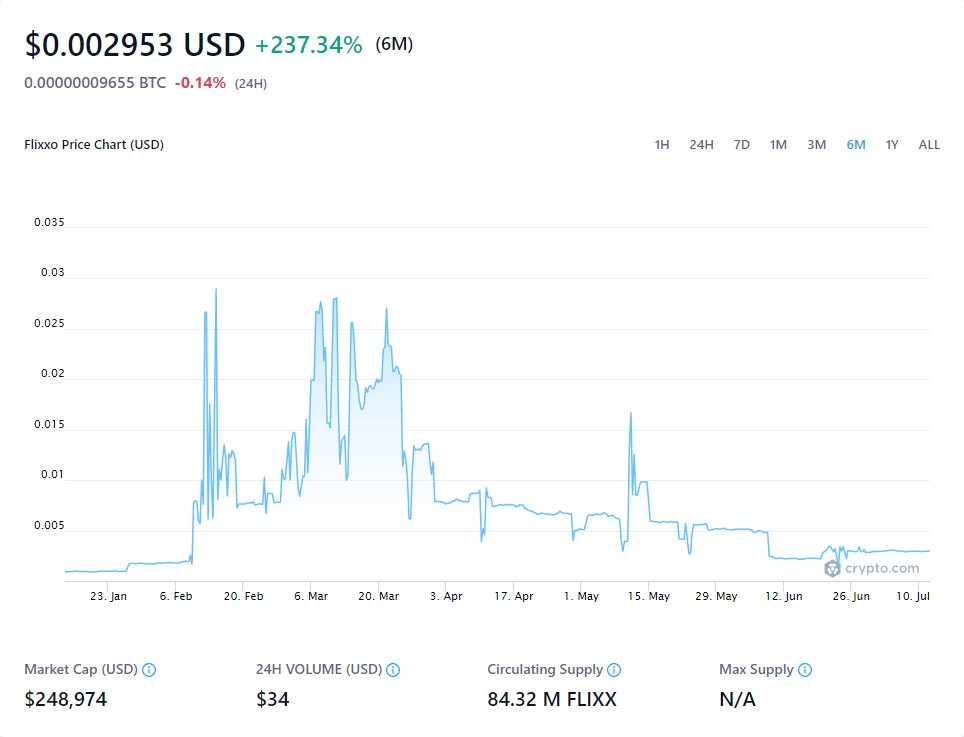 $0.002953 USD +237.34% (6M)
0.00000009655 BTC -0.14% (24H)
Flixxo Price Chart (USD) 1H 24H 7D 1M 3M 6M 1Y ALL
0.035
0.03
0.025
0.02
0.015
0.01
0.005
crypto.com
23. Jan 6. Feb 20. Feb 6. Mar 20. Mar 3. Apr 17. Apr 1. May 15. May 29. May 12. Jun 26. Jun 10. Jul
Market Cap (USD) 24H VOLUME (USD) Circulating Supply Max Supply
$248,974 $34 84.32 M FLIXX N/A